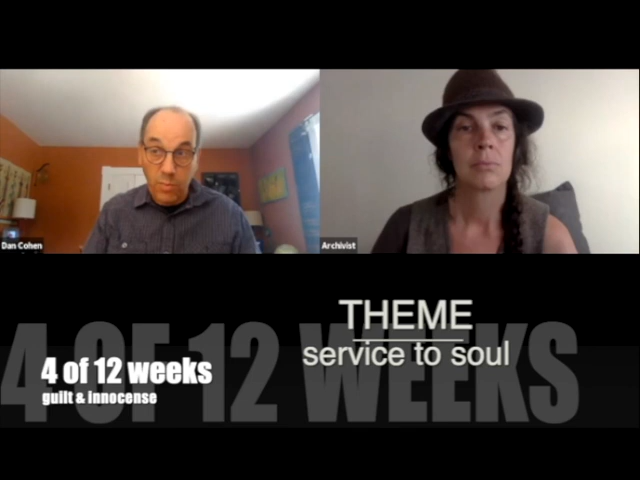 Dan Cohen
Archivist
THEME
service to soul
4 OF 12 WEEKS
4 of 12 weeks
guilt & innocense